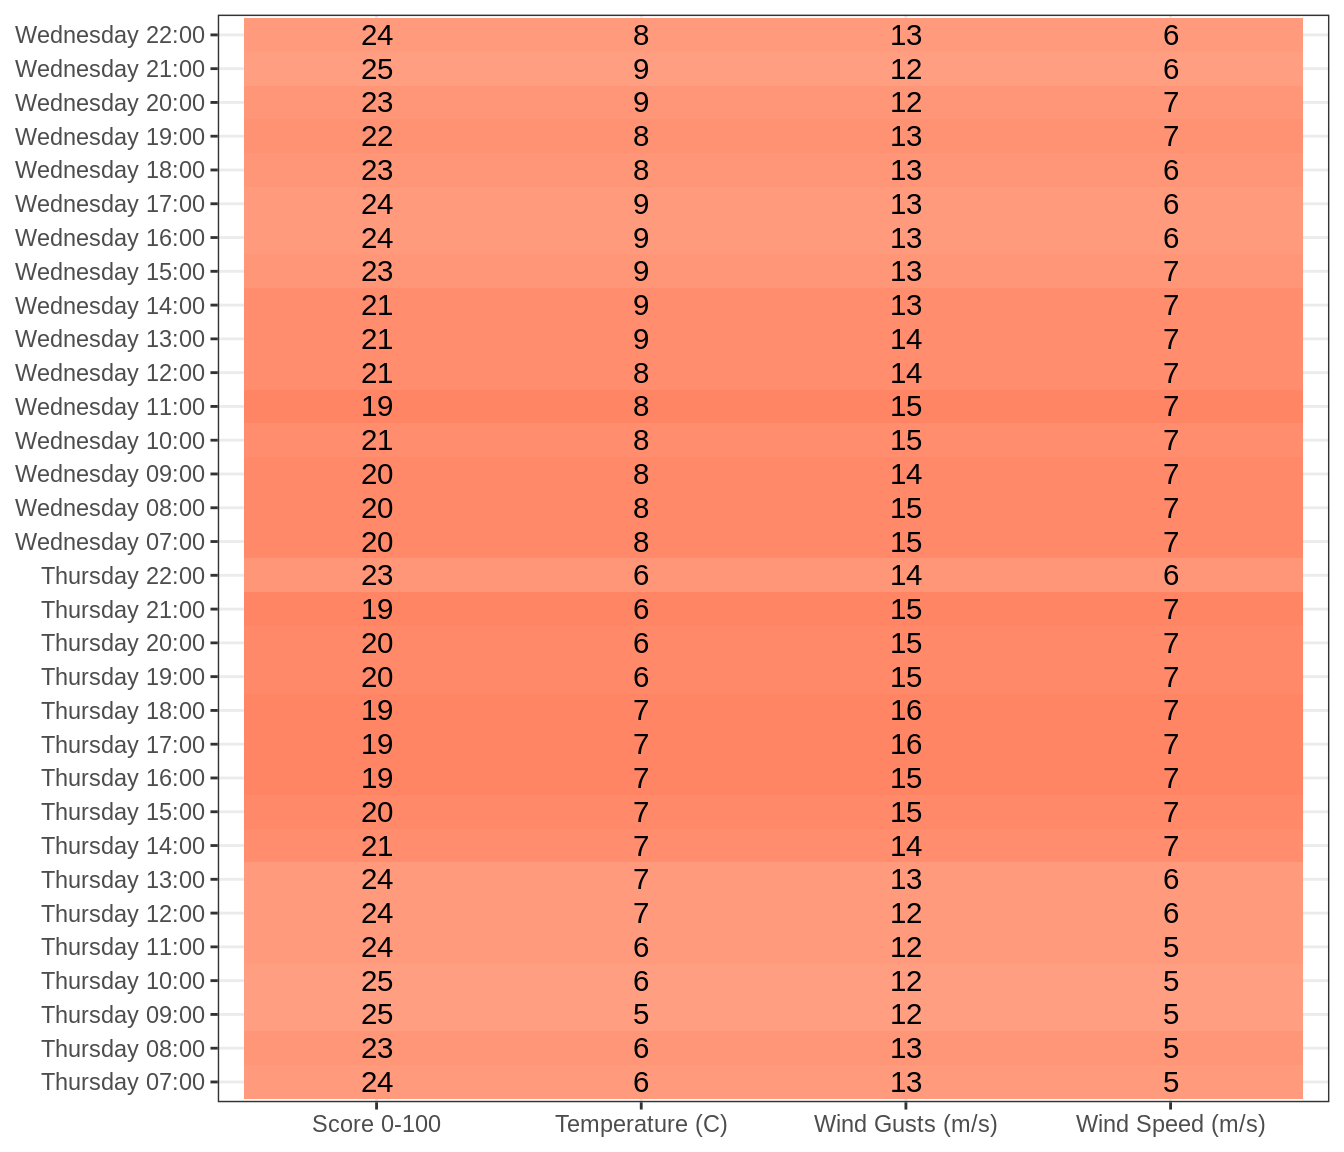 Wednesday 22:00 24 8 13 6
Wednesday 21:00 25 9 12 6
Wednesday 20:00 23 9 12 7
Wednesday 19:00 22 8 13 7
Wednesday 18:00 23 8 13 6
Wednesday 17:00 24 9 13 6
Wednesday 16:00 24 9 13 6
Wednesday 15:00 23 9 13 7
Wednesday 14:00 21 9 13 7
Wednesday 13:00 21 9 14 7
Wednesday 12:00 21 8 14 7
Wednesday 11:00 19 8 15 7
Wednesday 10:00 21 8 15 7
Wednesday 09:00 20 8 14 7
Wednesday 08:00 20 8 15 7
Wednesday 07:00 20 8 15 7
Thursday 22:00 23 6 14 6
Thursday 21:00 19 6 15 7
Thursday 20:00 20 6 15 7
Thursday 19:00 20 6 15 7
Thursday 18:00 19 7 16 7
Thursday 17:00 19 7 16 7
Thursday 16:00 19 7 15 7
Thursday 15:00 20 7 15 7
Thursday 14:00 21 7 14 7
Thursday 13:00 24 7 13 6
Thursday 12:00 24 7 12 6
Thursday 11:00 24 6 12 5
Thursday 10:00 25 6 12 5
Thursday 09:00 25 5 12 5
Thursday 08:00 23 6 13 5
Thursday 07:00 24 6 13 5
Score 0-100 Temperature (C) Wind Gusts (m/s) Wind Speed (m/s)